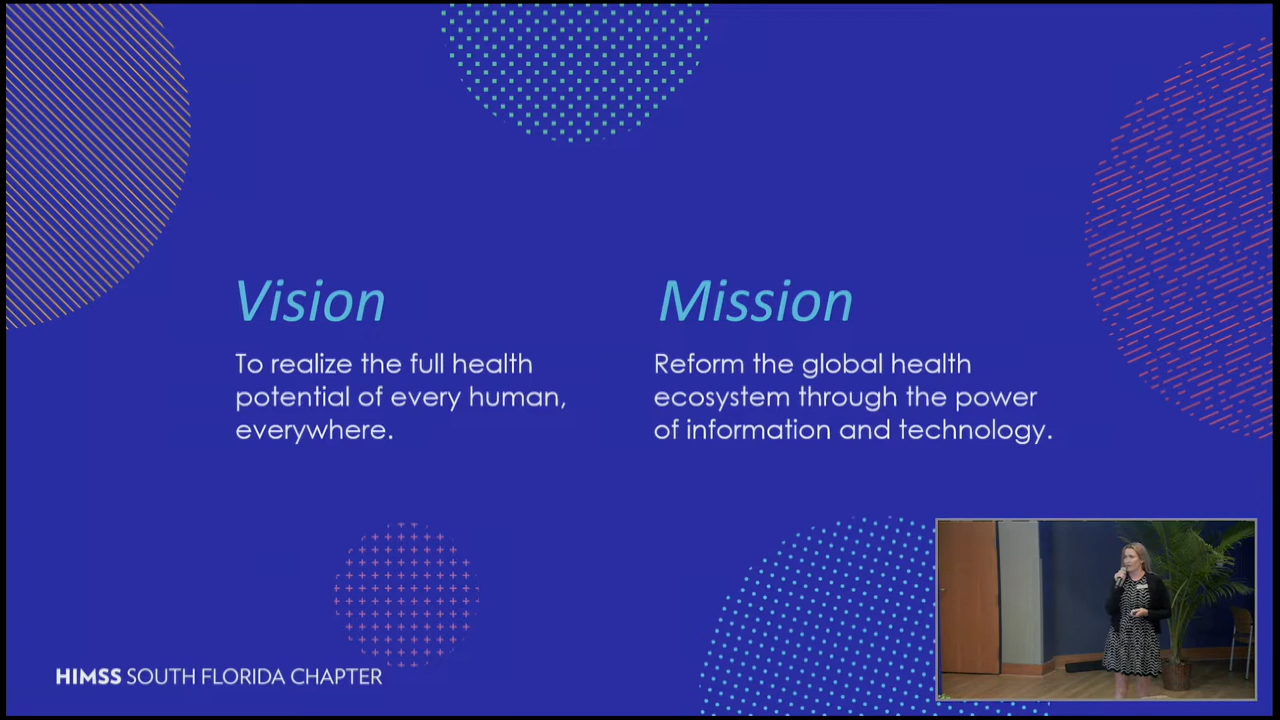 Vision
To realize the full health
potential of every human,
everywhere.
Mission
Reform the global health
ecosystem through the power
of information and technology.
HIMSS SOUTH FLORIDA CHAPTER